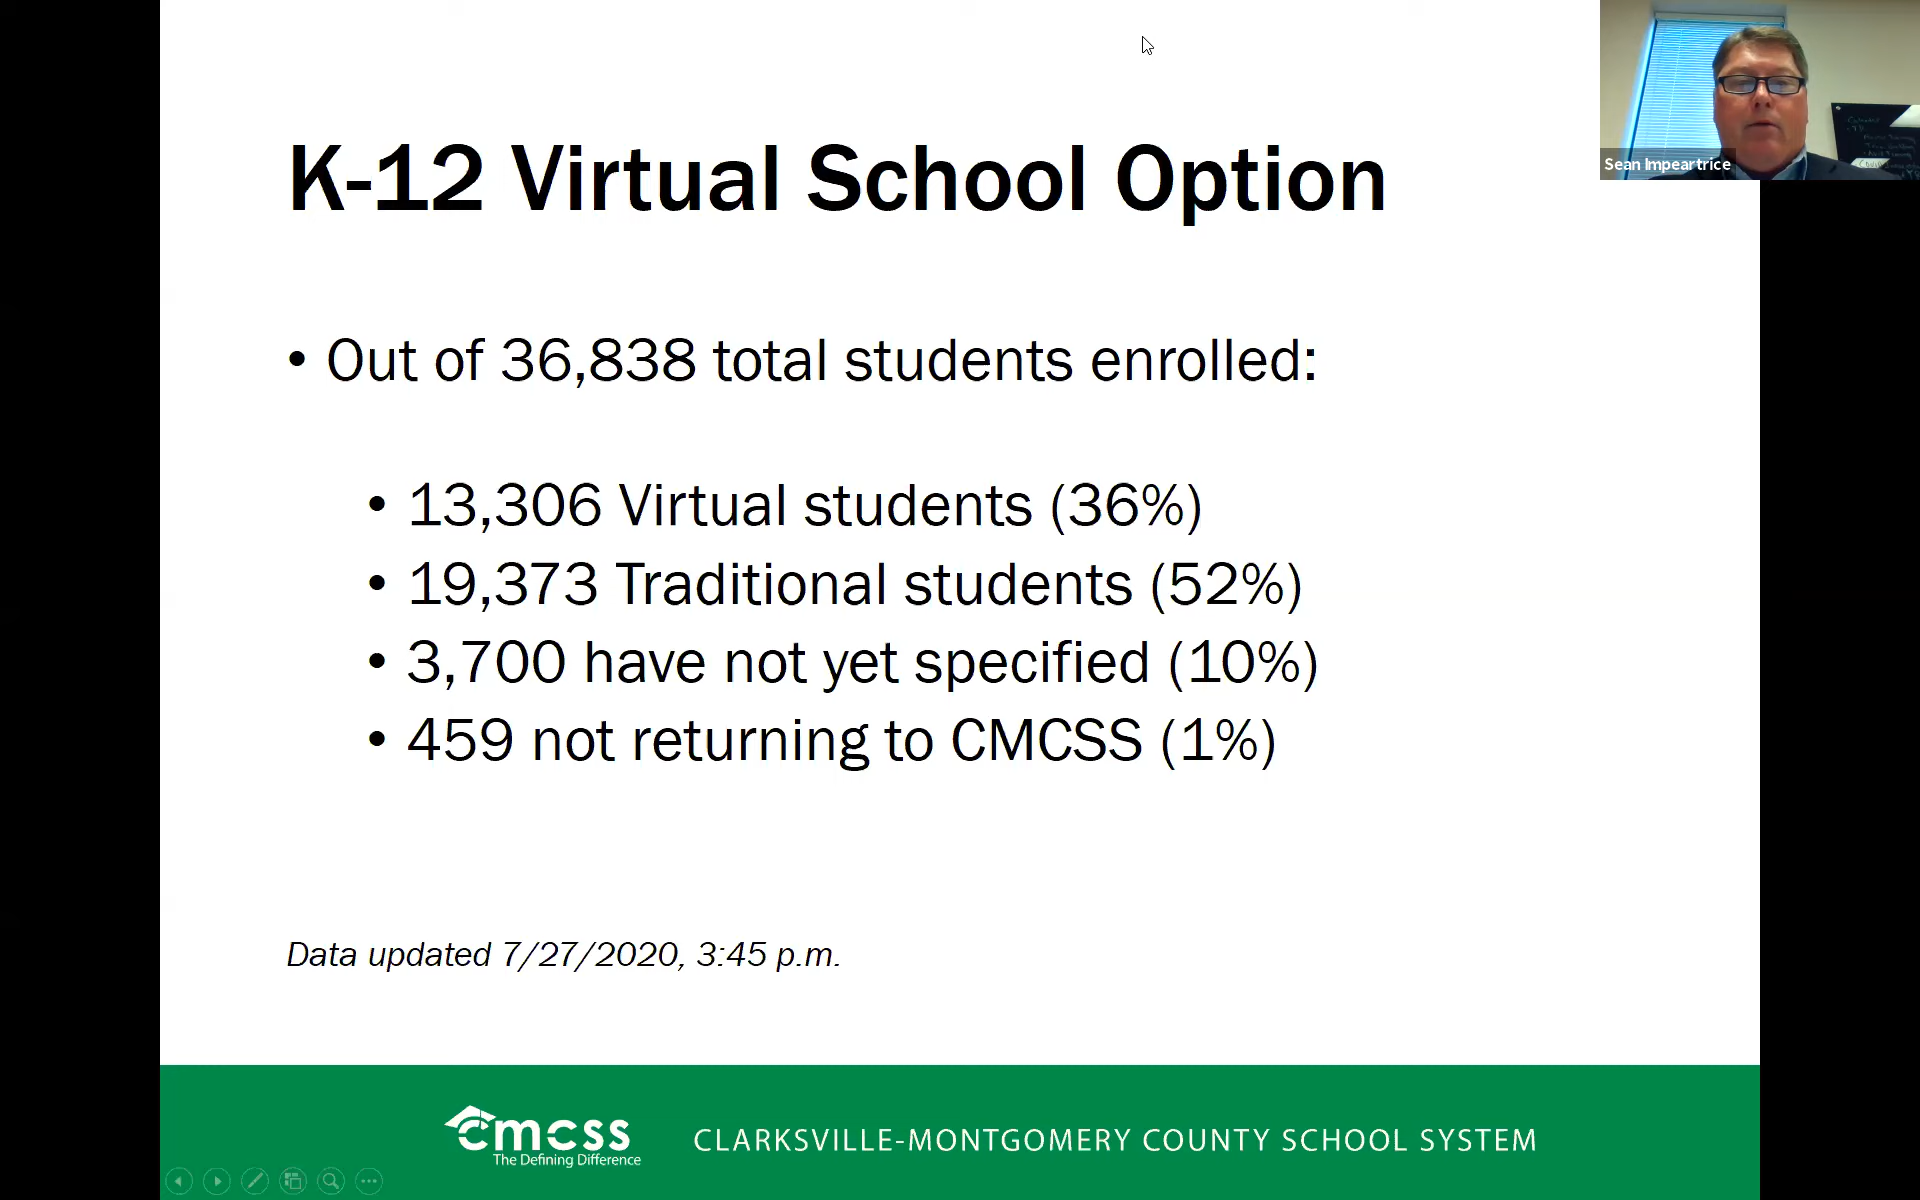 K-12 Virtual School Option
Sean Impeartrice
• Out of 36,838 total students enrolled:
• 13,306 Virtual students (36%)
• 19,373 Traditional students (52%)
• 3,700 have not yet specified (10%)
• 459 not returning to CMCSS (1%)
Data updated 7/27/2020, 3:45 p.m.
cmcss
The Defining Difference
CLARKSVILLE-MONTGOMERY COUNTY SCHOOL SYSTEM